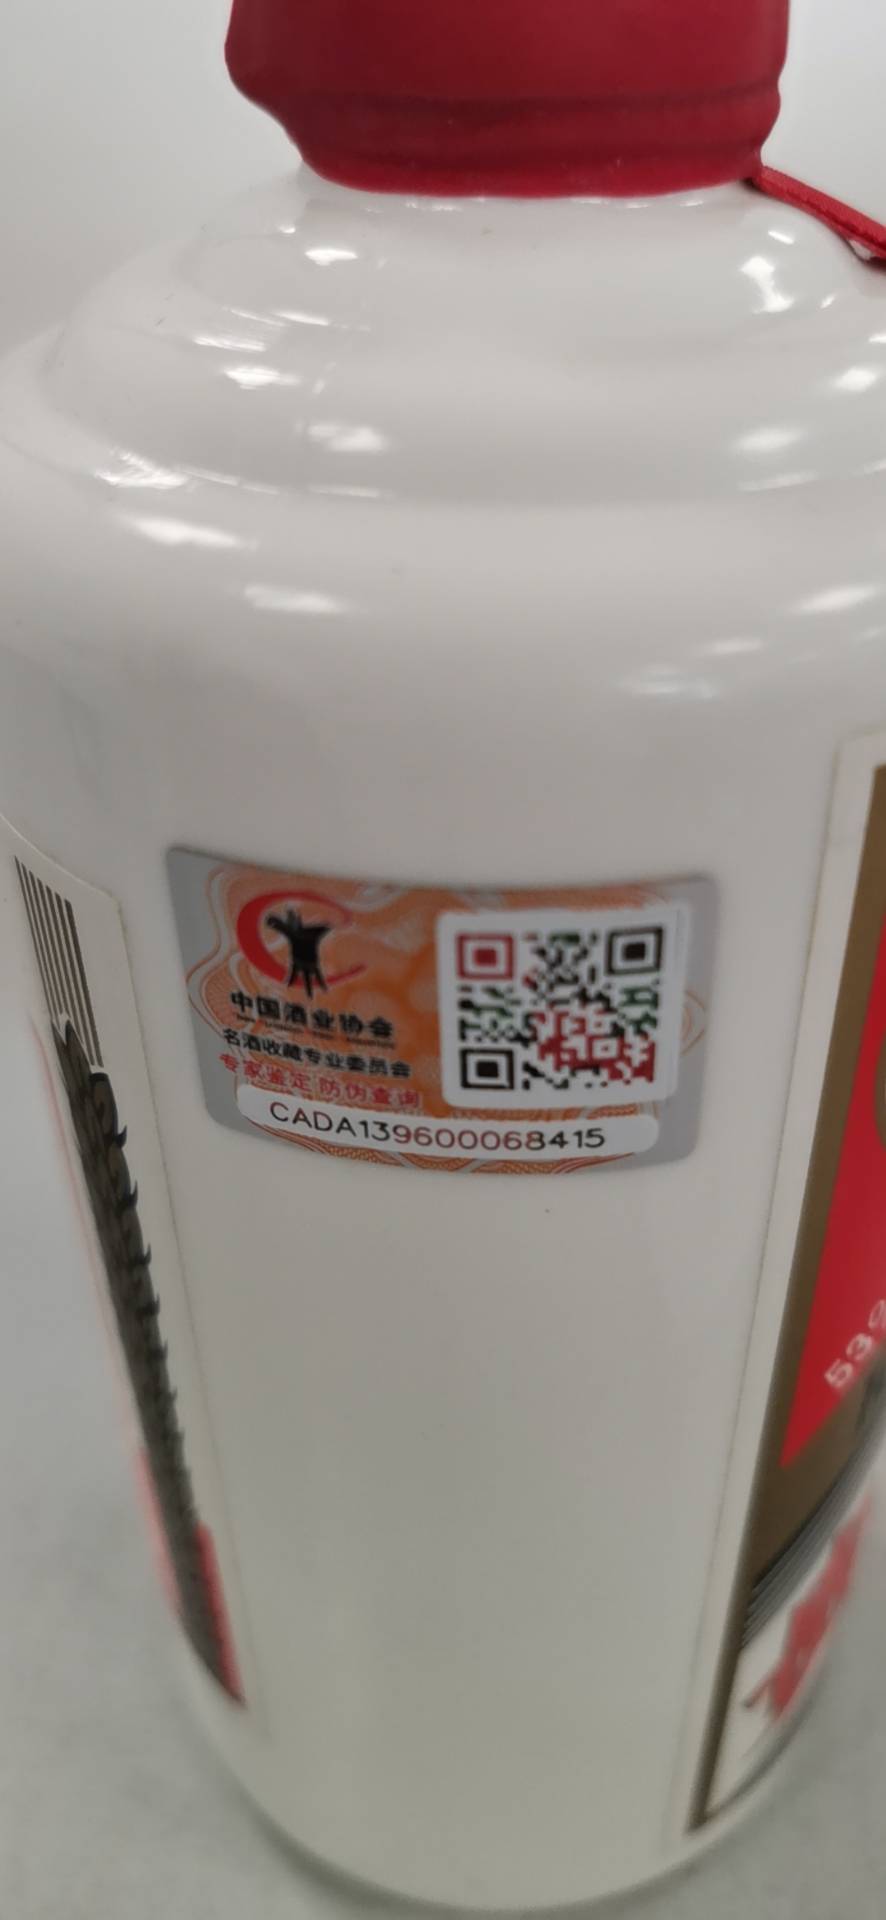 中国酒业协会
名酒收藏专业委员会
专家鉴定 防伪查询
CADA139600068415
539